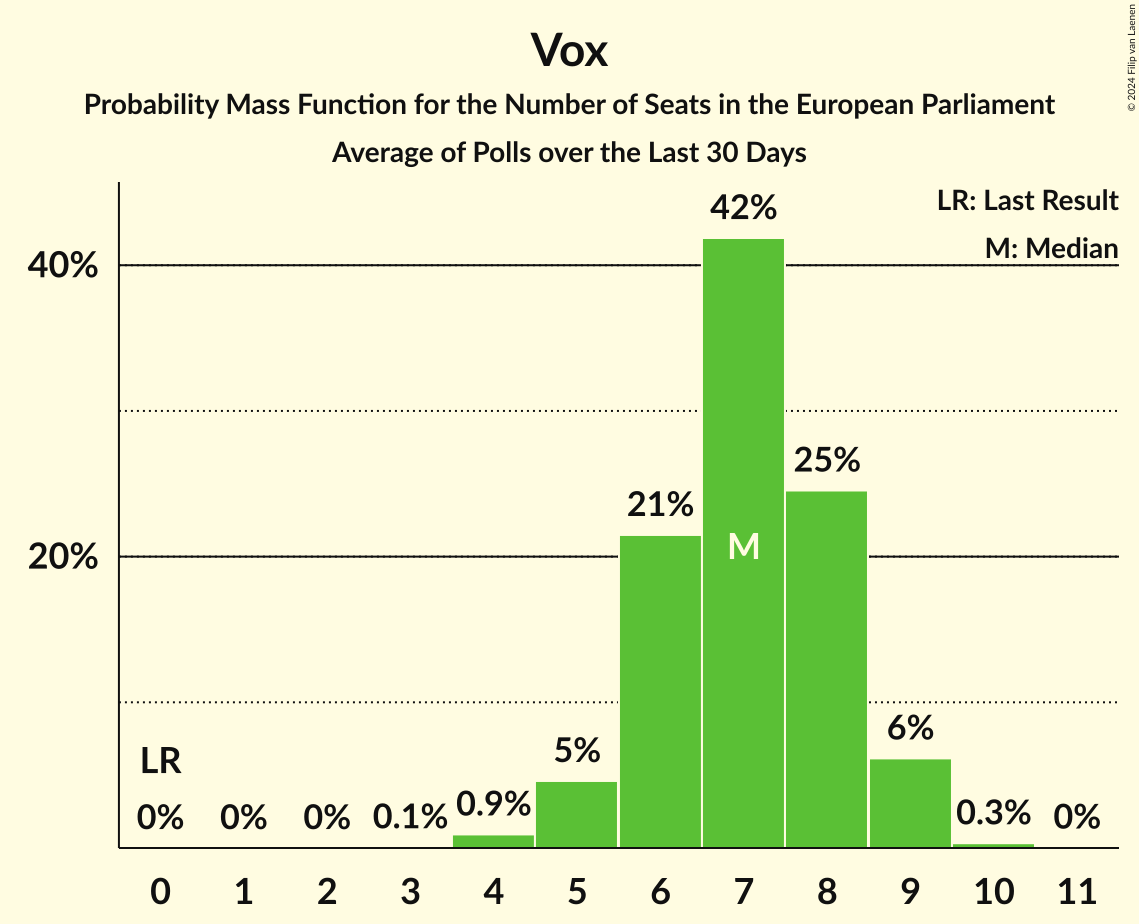 Vox
Probability Mass Function for the Number of Seats in the European Parliament
Average of Polls over the Last 30 Days
© 2024 Filip van Laenen
LR: Last Result
M: Median
42%
40%
25%
21%
M
20%
6%
LR
5%
0% 0% 0% 0.1% 0.9% 0.3% 0%
0 1 2 3 4 5 6 7 8 9 10 11